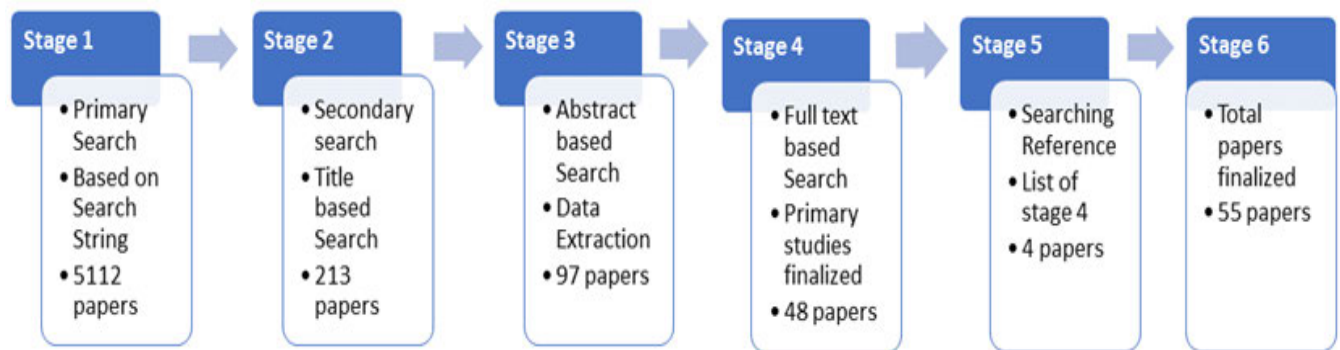 Stage 1
• Primary
Search
• Based on
Search
String
• 5112
papers
Stage 2
• Secondary
search
• Title
based
Search
• 213
papers
Stage 3
• Abstract
based
Search
• Data
Extraction
• 97 papers
Stage 4
• Full text
based
Search
• Primary
studies
finalized
• 48 papers
Stage 5
• Searching
Reference
• List of
stage 4
• 4 papers
Stage 6
• Total
papers
finalized
• 55 papers